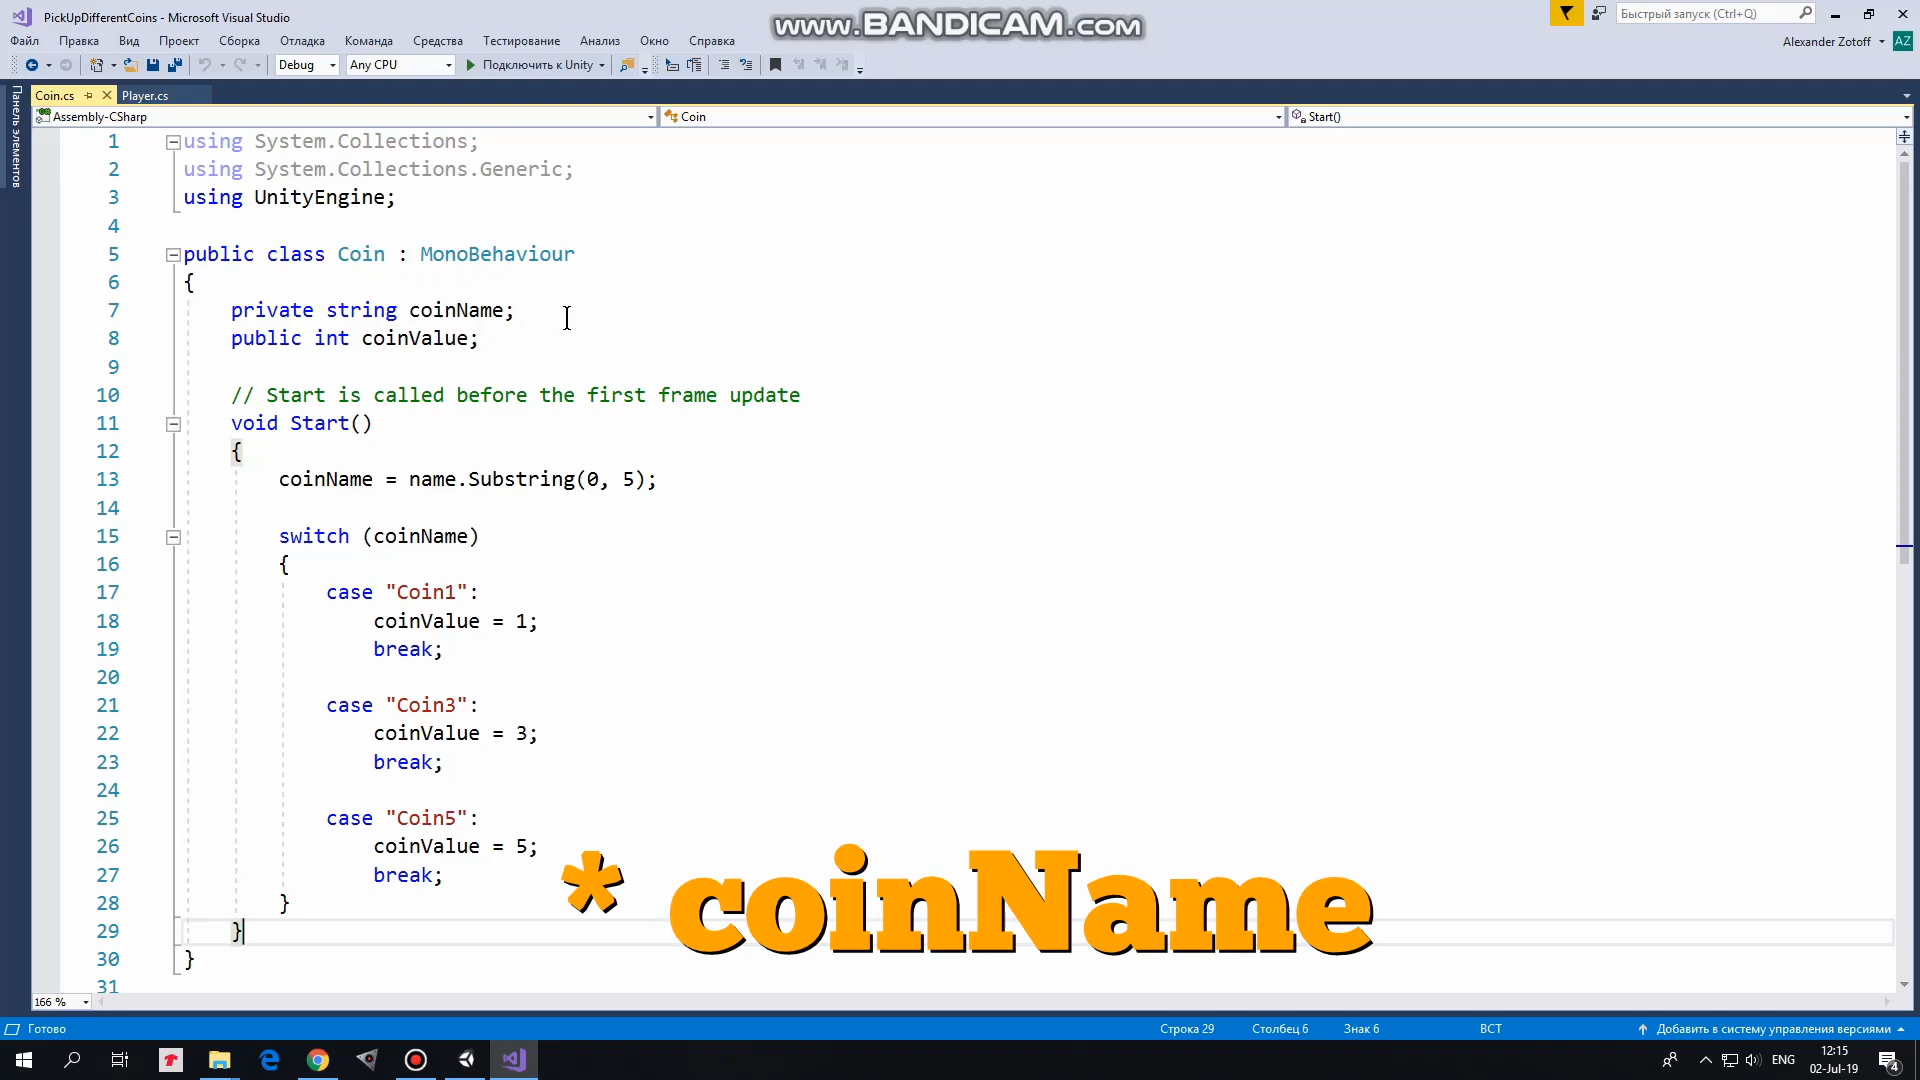 PickUpDifferentCoins - Microsoft Visual Studio
www.BANDICAM.com
Быстрый запуск (Ctrl+Q)
Файл Правка Вид Проект Сборка Отладка Команда Средства Тестирование Анализ Окно Справка
Alexander Zotoff AZ
Debug Any CPU Подключить к Unity
Панель элементов
Coin.cs Player.cs
Assembly-CSharp Coin Start()
1 using System.Collections;
2 using System.Collections.Generic;
3 using UnityEngine;
4
5 public class Coin : MonoBehaviour
6 {
7 private string coinName;
8 public int coinValue;
9
10 // Start is called before the first frame update
11 void Start()
12 {
13 coinName = name.Substring(0, 5);
14
15 switch (coinName)
16 {
17 case "Coin1":
18 coinValue = 1;
19 break;
20
21 case "Coin3":
22 coinValue = 3;
23 break;
24
25 case "Coin5":
26 coinValue = 5;
27 break;
28 }
29 }
30 }
31
* coinName
166 %
Готово Строка 29 Столбец 6 Знак 6 ВСТ Добавить в систему управления версиями
ENG 12:15
02-Jul-19 4